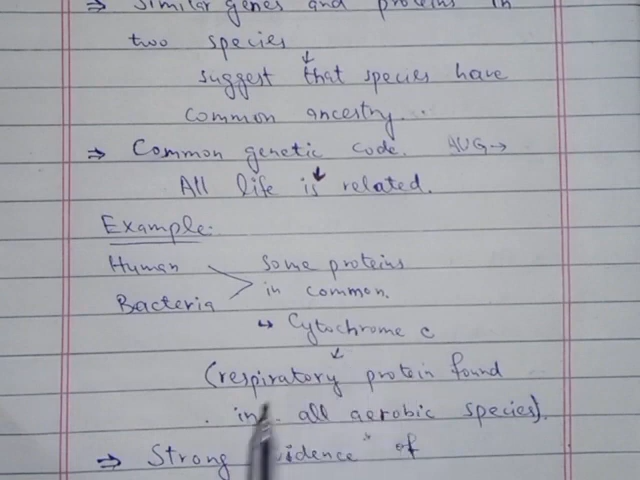 ⇒ Similar genes and proteins in
two species
↓
suggest that species have
common ancestry..
⇒ Common genetic code. AUG→
↓
All life is related.
Example:
Human
Bacteria
some proteins
in common.
↳ Cytochrome c
↓
(respiratory protein found
in all aerobic species).
⇒ Strong of